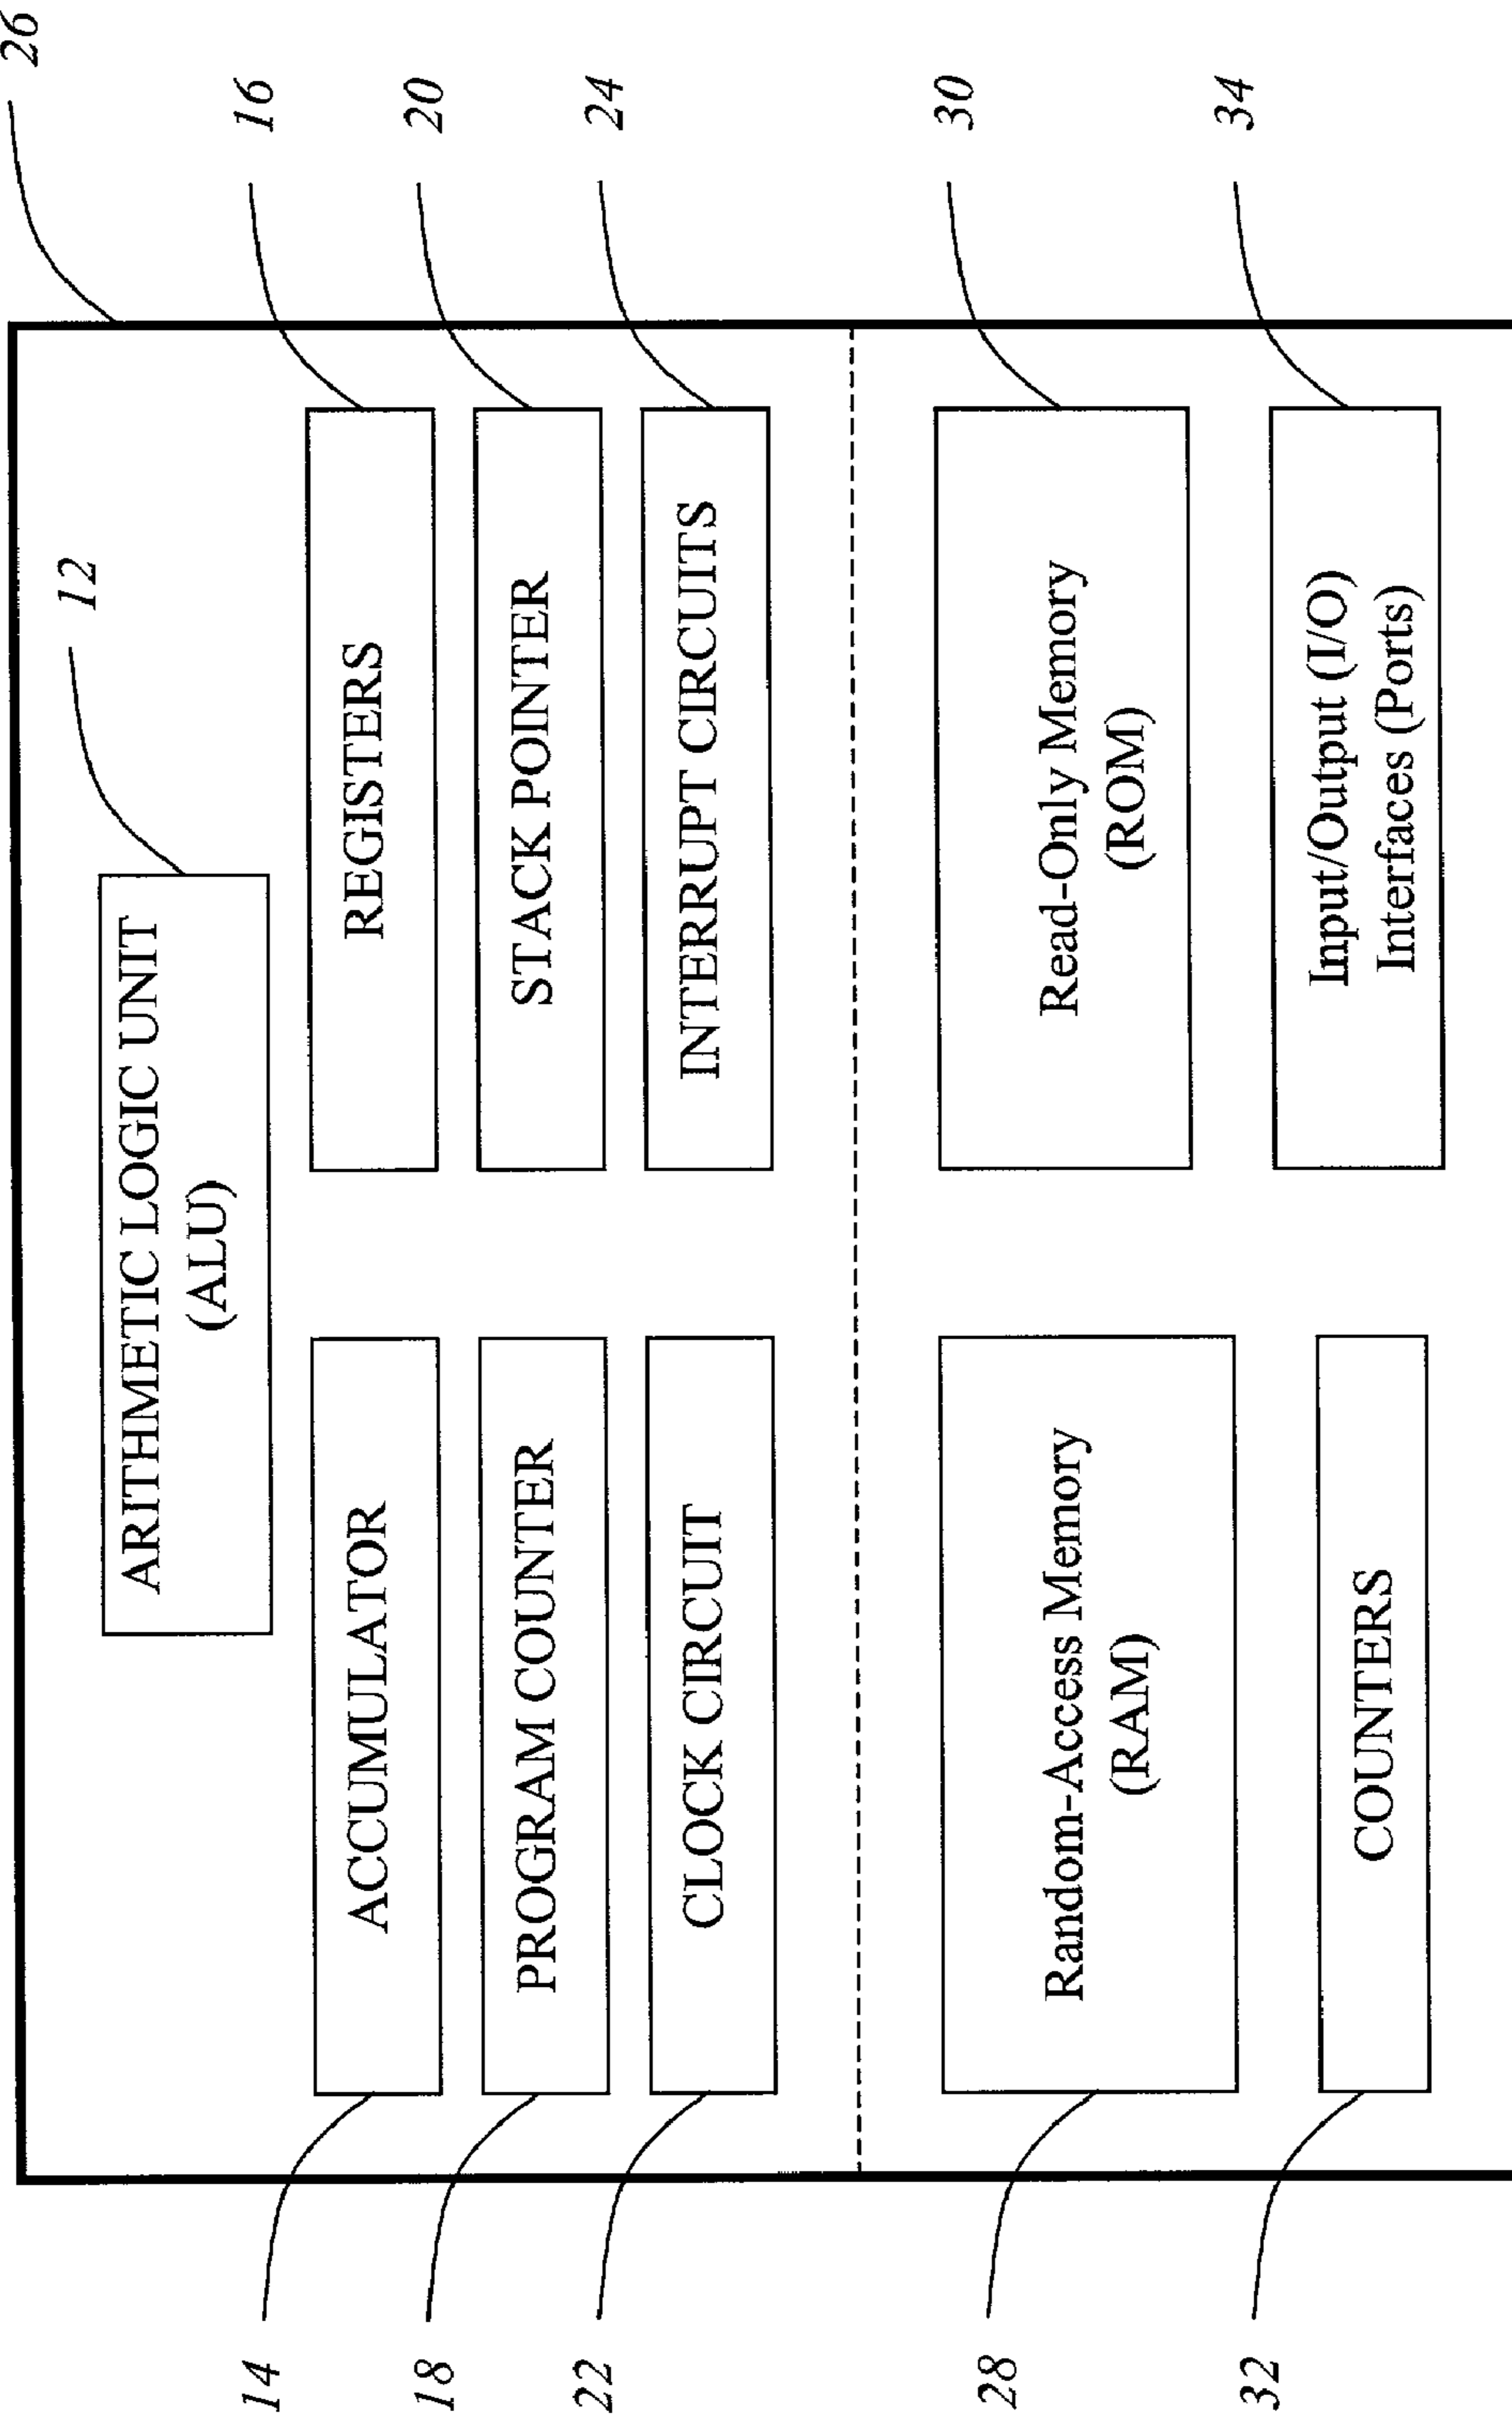 26
12
ARITHMETIC LOGIC UNIT
(ALU)
14
ACCUMULATOR
REGISTERS
16
18
PROGRAM COUNTER
STACK POINTER
20
22
CLOCK CIRCUIT
INTERRUPT CIRCUITS
24
28
Random-Access Memory
(RAM)
Read-Only Memory
(ROM)
30
32
COUNTERS
Input/Output (I/O)
Interfaces (Ports)
34